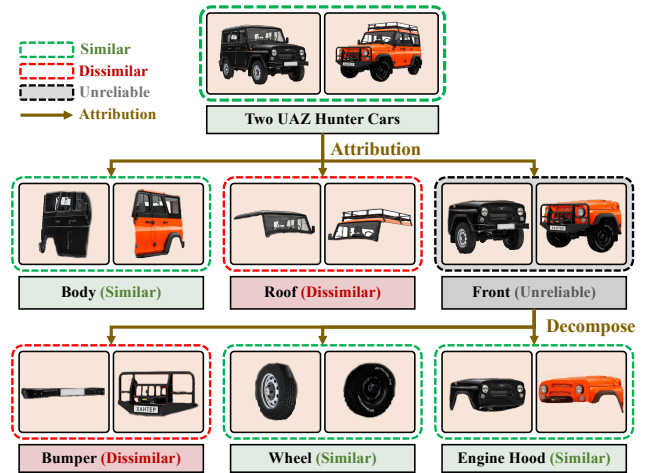 Similar
Dissimilar
Unreliable
Attribution
Two UAZ Hunter Cars
Attribution
Body (Similar)
Roof (Dissimilar)
Front (Unreliable)
Decompose
ХАНТЕР
Bumper (Dissimilar)
Wheel (Similar)
Engine Hood (Similar)